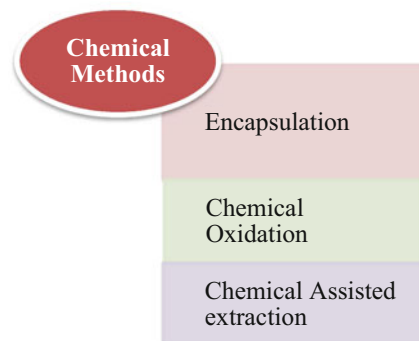 Chemical
Methods
Encapsulation
Chemical
Oxidation
Chemical Assisted
extraction